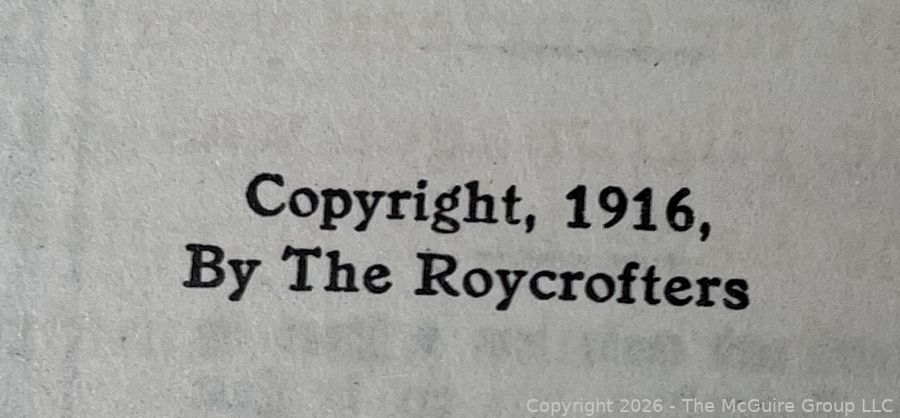 Copyright, 1916,
By The Roycrofters
Copyright 2026 - The McGuire Group LLC